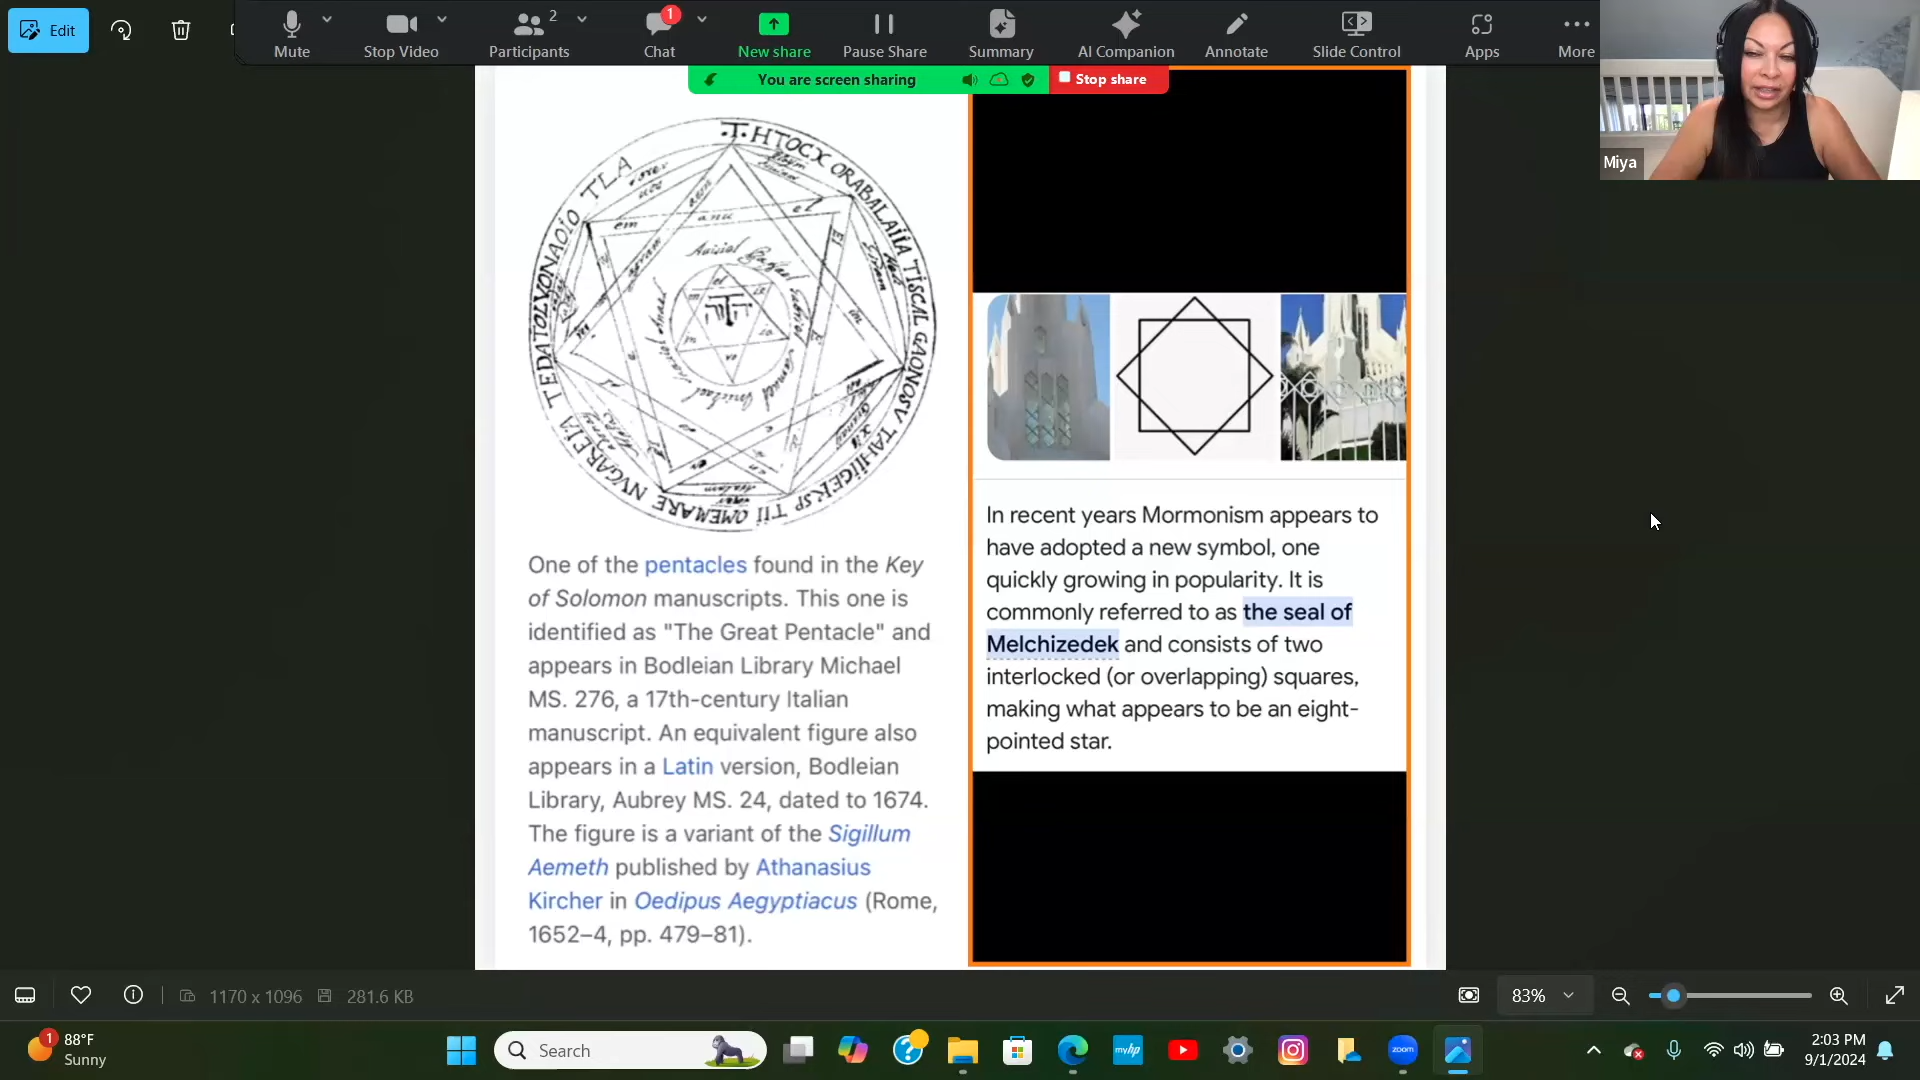 Edit
Mute
Stop Video
2
Participants
1
Chat
New share
Pause Share
Summary
AI Companion
Annotate
Slide Control
Apps
More
You are screen sharing
Stop share
Miya
One of the pentacles found in the Key
of Solomon manuscripts. This one is
identified as "The Great Pentacle" and
appears in Bodleian Library Michael
MS. 276, a 17th-century Italian
manuscript. An equivalent figure also
appears in a Latin version, Bodleian
Library, Aubrey MS. 24, dated to 1674.
The figure is a variant of the Sigillum
Aemeth published by Athanasius
Kircher in Oedipus Aegyptiacus (Rome,
1652–4, pp. 479–81).
In recent years Mormonism appears to
have adopted a new symbol, one
quickly growing in popularity. It is
commonly referred to as the seal of
Melchizedek and consists of two
interlocked (or overlapping) squares,
making what appears to be an eight-
pointed star.
1170 x 1096
281.6 KB
83%
1
88°F
Sunny
Search
myhp
zoom
2:03 PM
9/1/2024